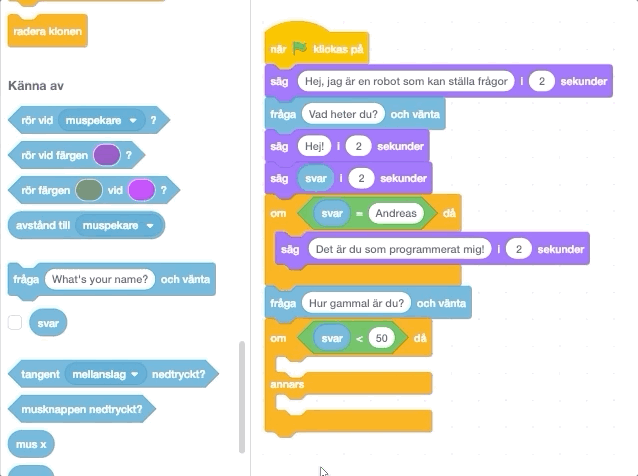 radera klonen
Känna av
rör vid muspekare ?
rör vid färgen ?
rör färgen vid ?
avstånd till muspekare
fråga What's your name? och vänta
svar
tangent mellanslag nedtryckt?
musknappen nedtryckt?
mus x
när klickas på
säg Hej, jag är en robot som kan ställa frågor i 2 sekunder
fråga Vad heter du? och vänta
säg Hej! i 2 sekunder
säg svar i 2 sekunder
om svar = Andreas då
säg Det är du som programmerat mig! i 2 sekunder
fråga Hur gammal är du? och vänta
om svar < 50 då
annars